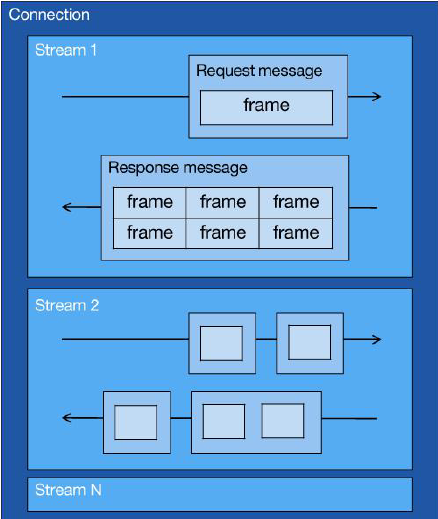 Connection
Stream 1
Request message
frame
Response message
frame frame frame
frame frame frame
Stream 2
Stream N